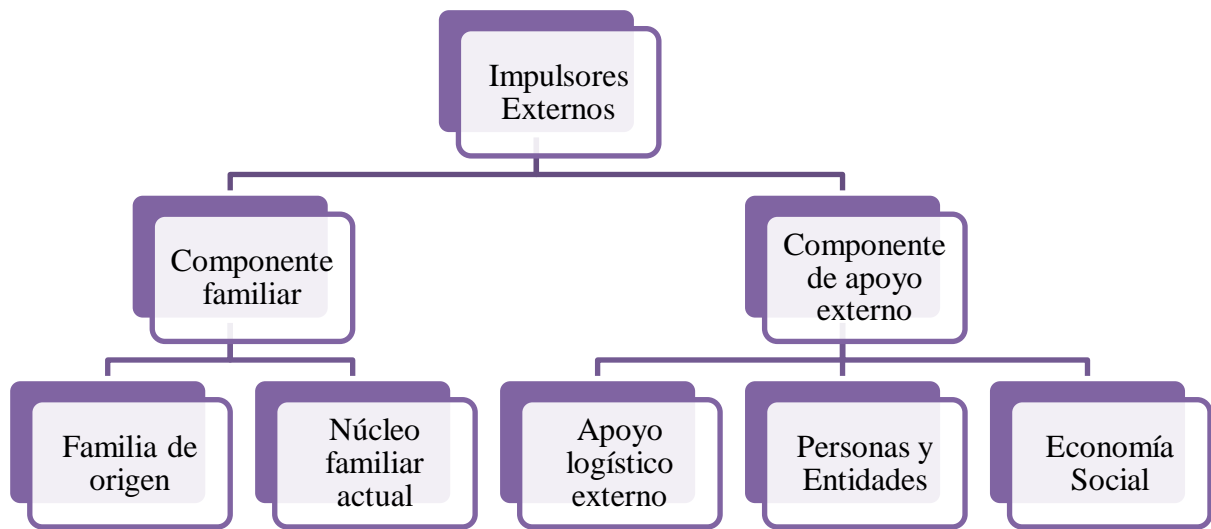 Impulsores
Externos
Componente
familiar
Componente
de apoyo
externo
Familia de
origen
Núcleo
familiar
actual
Apoyo
logístico
externo
Personas y
Entidades
Economía
Social